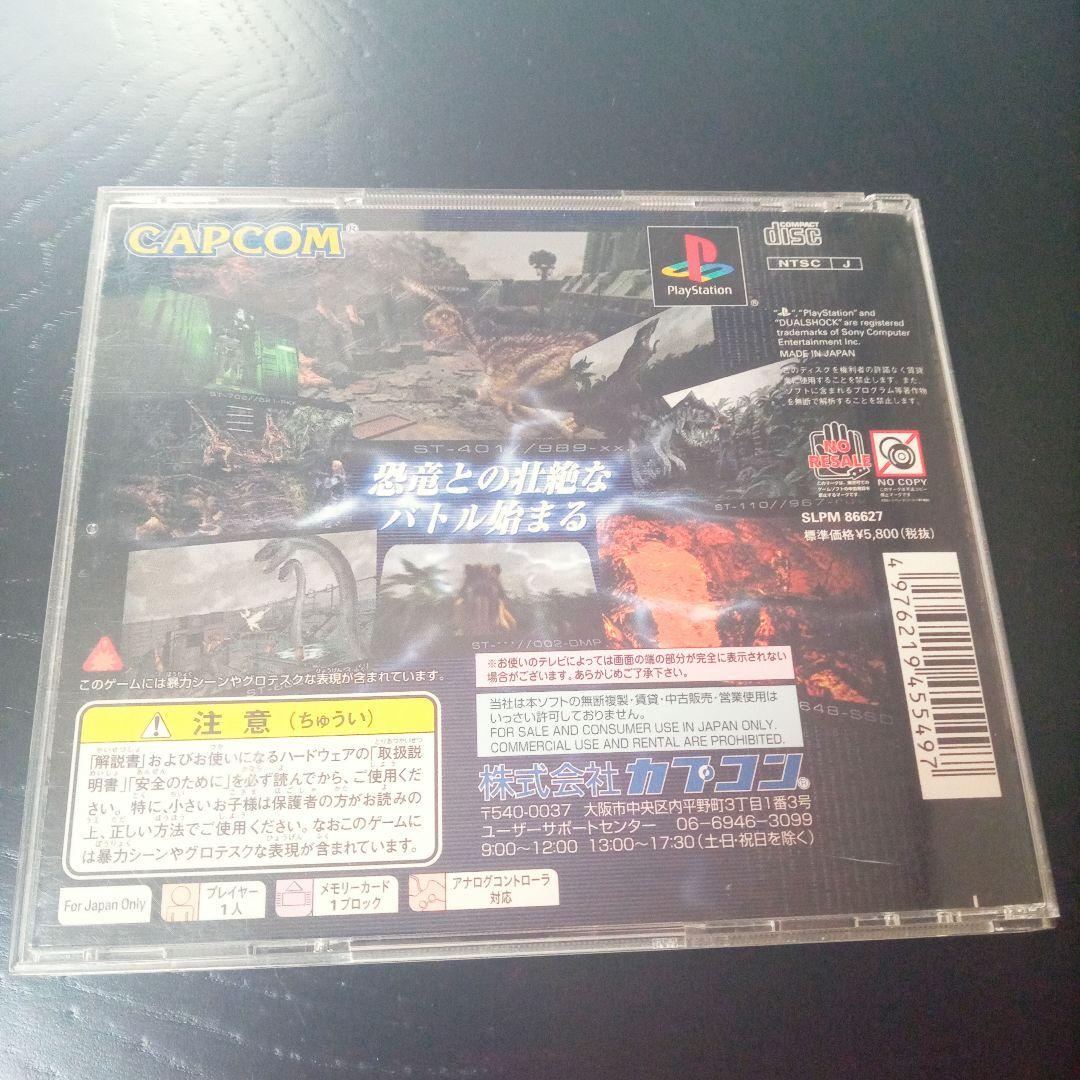 CAPCOM®
PlayStation
®
COMPACT
disc
NTSC J
" ", "PlayStation" and
"DUALSHOCK" are registered
trademarks of Sony Computer
Entertainment Inc.
MADE IN JAPAN
このディスクを権利者の許諾なく賃貸
業に使用することを禁止します。また、
ソフトに含まれるプログラム等著作物
を無断で解析することを禁止します。
NO
RESALE
NO COPY
SLPM 86627
標準価格¥5,800(税抜)
4976219455497
ST-401//989-xx
ST-110//967
恐竜との壮絶な
バトル始まる
002-DMP
648-SSD
このゲームには暴力シーンやグロテスクな表現が含まれています。
※お使いのテレビによっては画面の端の部分が完全に表示されない
場合がございます。あらかじめご了承下さい。
当社は本ソフトの無断複製・賃貸・中古販売・営業使用は
いっさい許可しておりません。
FOR SALE AND CONSUMER USE IN JAPAN ONLY.
COMMERCIAL USE AND RENTAL ARE PROHIBITED.
注意(ちゅうい)
「解説書」およびお使いになるハードウェアの「取扱説
明書」「安全のために」を必ず読んでから、ご使用くだ
さい。特に、小さいお子様は保護者の方がお読みの
上、正しい方法でご使用ください。なおこのゲームに
は暴力シーンやグロテスクな表現が含まれています。
株式会社カプコン®
〒540-0037 大阪市中央区内平野町3丁目1番3号
ユーザーサポートセンター 06-6946-3099
9:00~12:00 13:00~17:30(土日・祝日を除く)
For Japan Only
プレイヤー
1人
メモリーカード
1ブロック
アナログコントローラ
対応